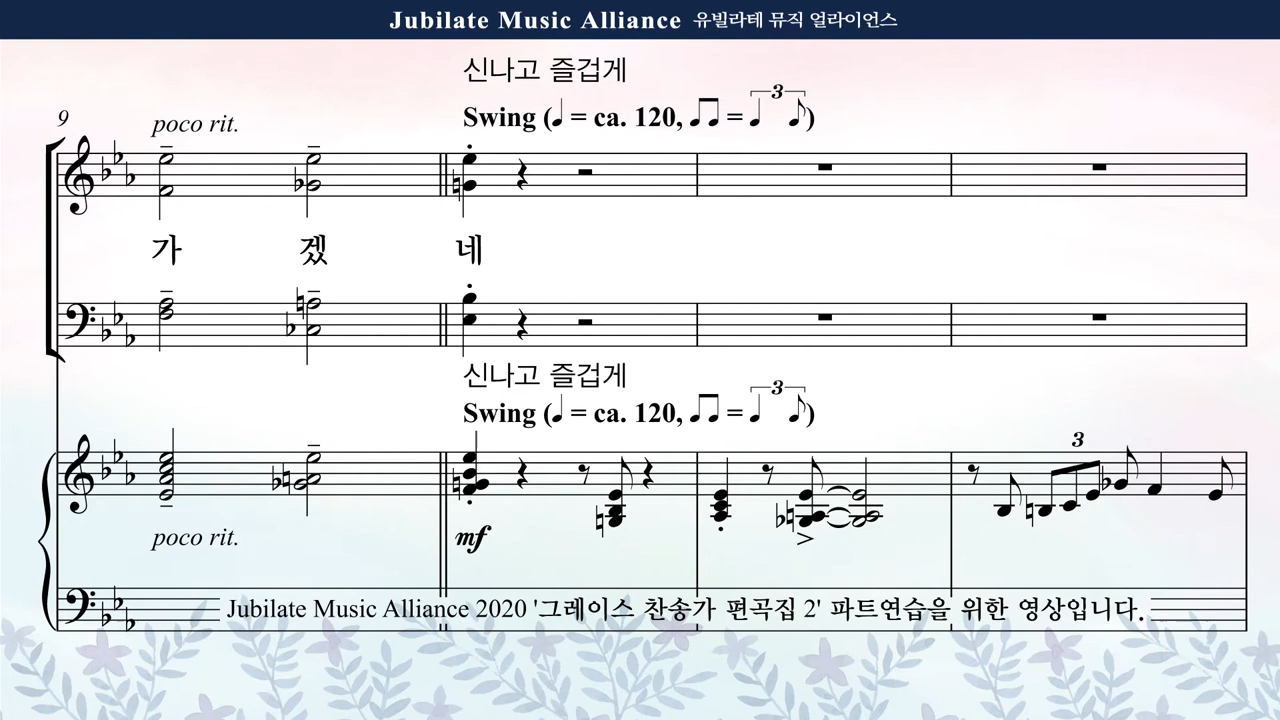 Jubilate Music Alliance 유빌라테 뮤직 얼라이언스
신나고 즐겁게
9 poco rit. Swing (♩ = ca. 120, ♫ = 3 ♩ ♪)
가 겠 네
신나고 즐겁게
Swing (♩ = ca. 120, ♫ = 3 ♩ ♪)
3
poco rit. mf
Jubilate Music Alliance 2020 '그레이스 찬송가 편곡집 2' 파트연습을 위한 영상입니다.